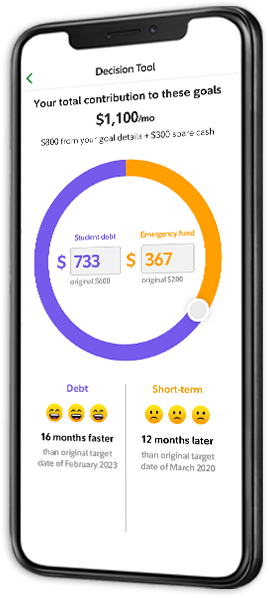 Decision Tool
Your total contribution to these goals
$1,100/mo
$800 from your goal details + $300 spare cash
Student debt
$ 733
original $600
Emergency fund
$ 367
original $200
Debt
16 months faster
than original target
date of February 2023
Short-term
12 months later
than original target
date of March 2020